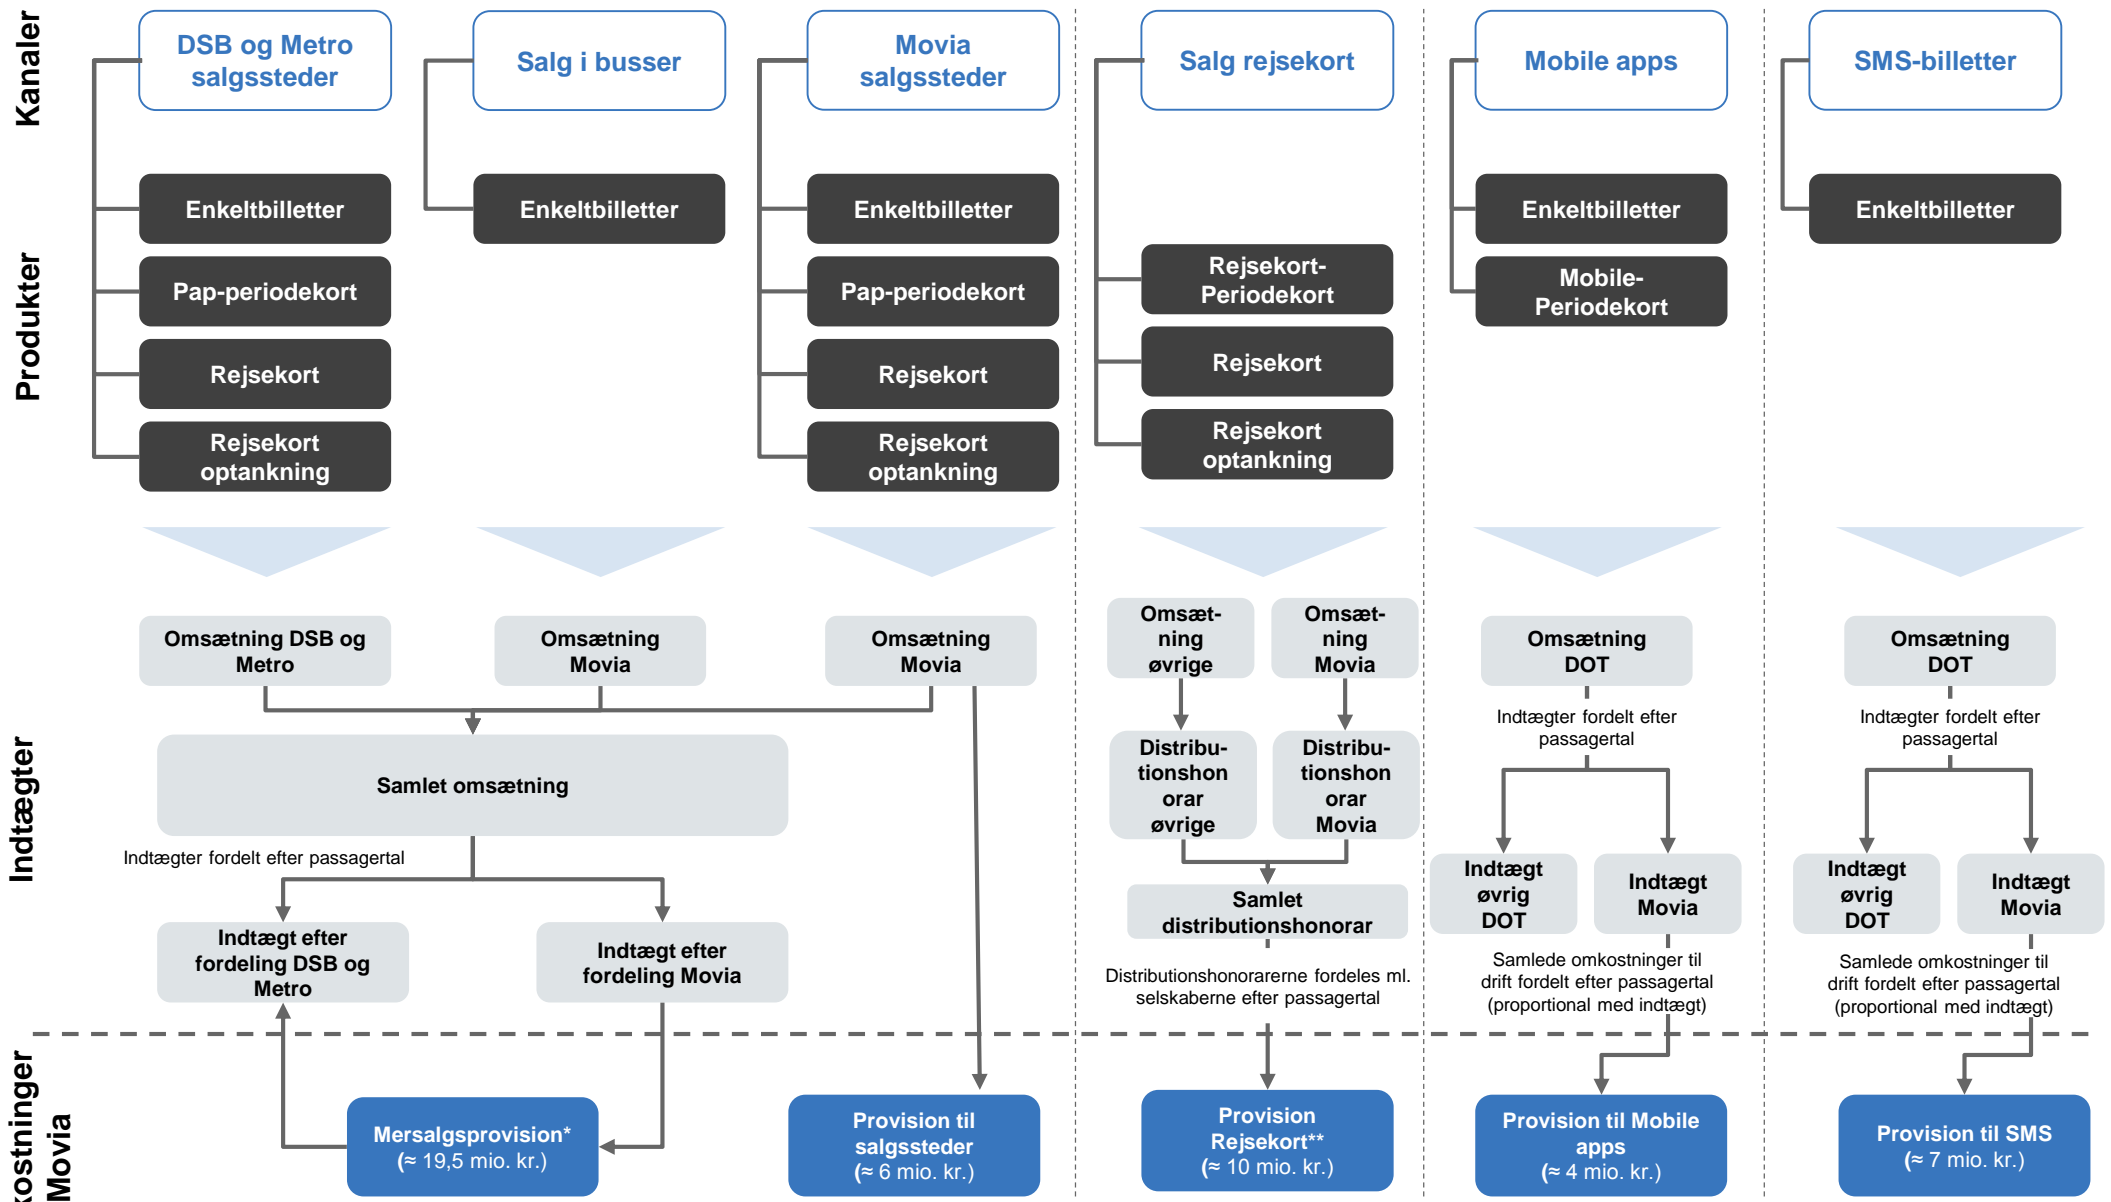 Kanaler
DSB og Metro
salgssteder
Salg i busser
Movia
salgssteder
Salg rejsekort
Mobile apps
SMS-billetter
Produkter
Enkeltbilletter
Pap-periodekort
Rejsekort
Rejsekort
optankning
Enkeltbilletter
Enkeltbilletter
Pap-periodekort
Rejsekort
Rejsekort
optankning
Rejsekort-
Periodekort
Rejsekort
Rejsekort
optankning
Enkeltbilletter
Mobile-
Periodekort
Enkeltbilletter
Indtægter
Omsætning DSB og
Metro
Omsætning
Movia
Omsætning
Movia
Samlet omsætning
Indtægter fordelt efter passagertal
Indtægt efter
fordeling DSB og
Metro
Indtægt efter
fordeling Movia
Omsæt-
ning
øvrige
Omsæt-
ning
Movia
Distribu-
tionshon
orar
øvrige
Distribu-
tionshon
orar
Movia
Samlet
distributionshonorar
Distributionshonorarerne fordeles ml.
selskaberne efter passagertal
Omsætning
DOT
Indtægter fordelt efter
passagertal
Indtægt
øvrig
DOT
Indtægt
Movia
Samlede omkostninger til
drift fordelt efter passagertal
(proportional med indtægt)
Omsætning
DOT
Indtægter fordelt efter
passagertal
Indtægt
øvrig
DOT
Indtægt
Movia
Samlede omkostninger til
drift fordelt efter passagertal
(proportional med indtægt)
kostninger
Movia
Mersalgsprovision*
(≈ 19,5 mio. kr.)
Provision til
salgssteder
(≈ 6 mio. kr.)
Provision
Rejsekort**
(≈ 10 mio. kr.)
Provision til Mobile
apps
(≈ 4 mio. kr.)
Provision til SMS
(≈ 7 mio. kr.)